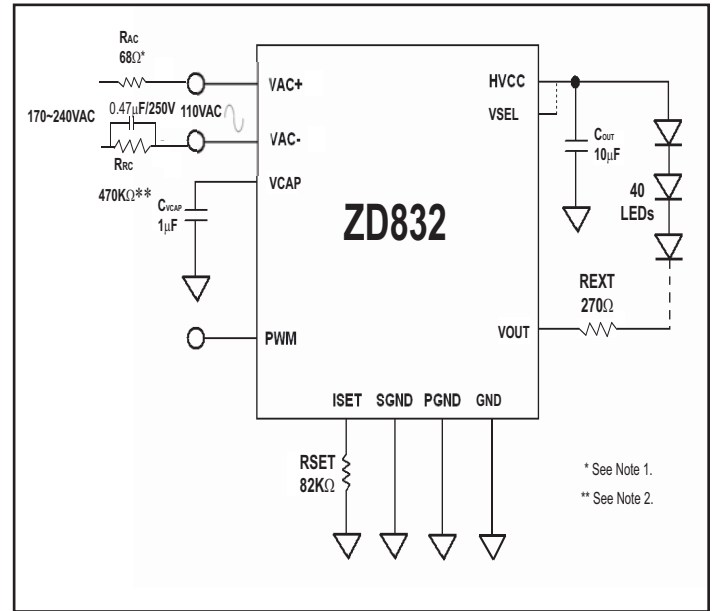 RAC
68Ω*
170~240VAC
0.47μF/250V
110VAC
RRC
470KΩ**
CVCAP
1μF
VAC+
VAC-
VCAP
PWM
ZD832
HVCC
VSEL
VOUT
ISET SGND PGND GND
COUT
10μF
40
LEDs
REXT
270Ω
RSET
82KΩ
* See Note 1.
** See Note 2.